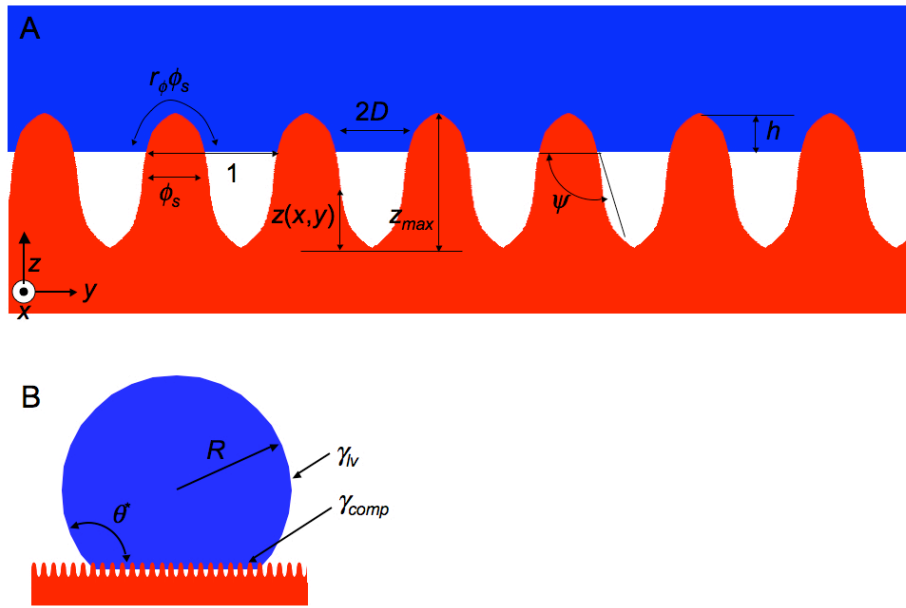 A
r_ϕϕ_s
2D
h
1
ϕ_s
z(x,y)
z_max
ψ
z
y
x
B
R
γ_lv
θ*
γ_comp